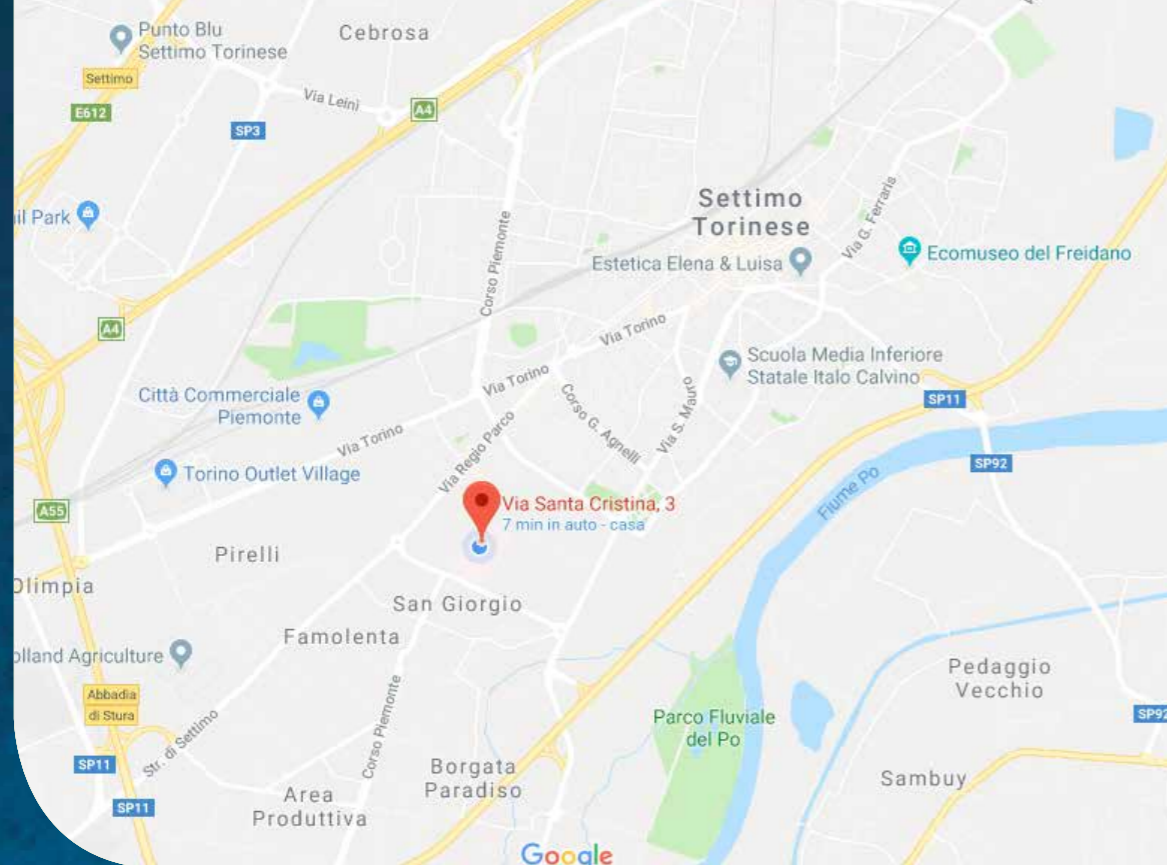 Punto Blu
Settimo Torinese
Cebrosa
Settimo
E612
Via Leinì
A4
SP3
Settimo
Torinese
Via G. Ferraris
Park
Corso Piemonte
Estetica Elena & Luisa
Ecomuseo del Freidano
A4
Via Torino
Scuola Media Inferiore
Statale Italo Calvino
Via Torino
Città Commerciale
Piemonte
Corso G. Agnelli
Via S. Mauro
SP11
Via Regio Parco
Via Torino
Torino Outlet Village
SP92
Fiume Po
Via Santa Cristina, 3
7 min in auto - casa
A55
Pirelli
Olimpia
San Giorgio
Famolenta
olland Agriculture
Pedaggio
Vecchio
Abbadia
di Stura
Parco Fluviale
del Po
SP92
Corso Piemonte
Str. di Settimo
SP11
Borgata
Paradiso
Sambuy
Area
Produttiva
SP11
Google